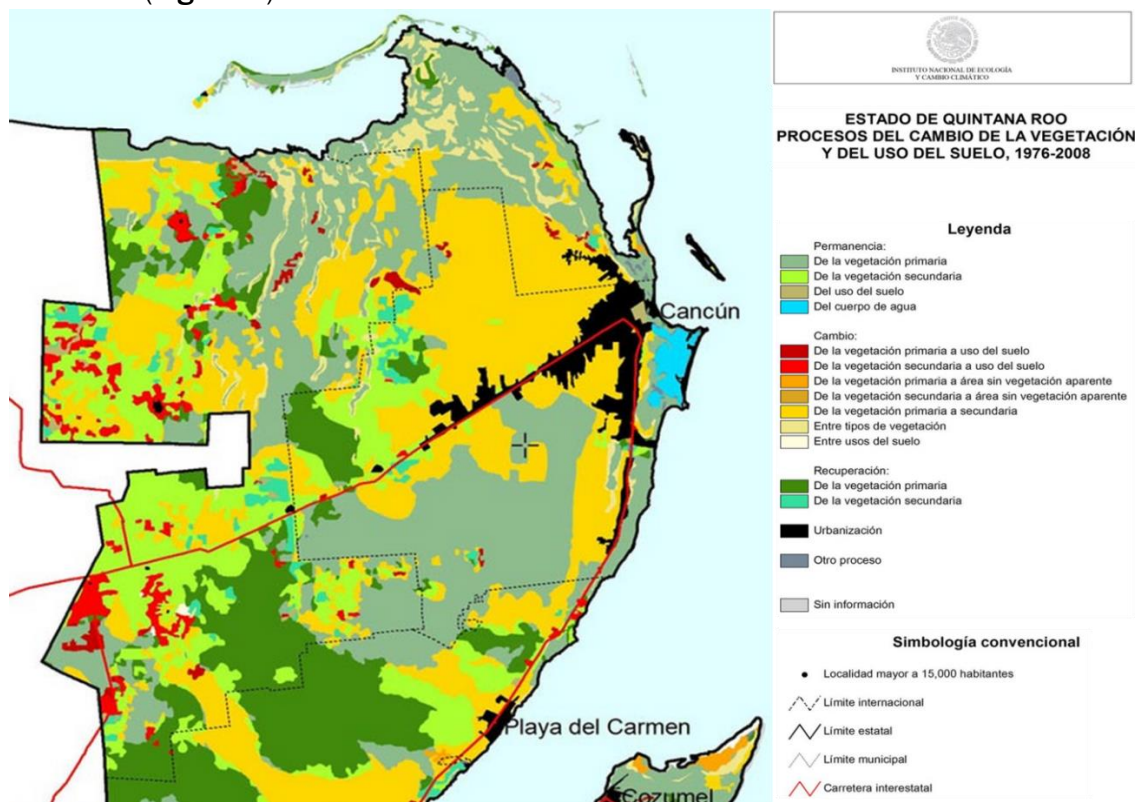 INSTITUTO NACIONAL DE ECOLOGÍA
Y CAMBIO CLIMÁTICO
ESTADO DE QUINTANA ROO
PROCESOS DEL CAMBIO DE LA VEGETACIÓN
Y DEL USO DEL SUELO, 1976-2008
Leyenda
Permanencia:
De la vegetación primaria
De la vegetación secundaria
Del uso del suelo
Del cuerpo de agua
Cambio:
De la vegetación primaria a uso del suelo
De la vegetación secundaria a uso del suelo
De la vegetación primaria a área sin vegetación aparente
De la vegetación secundaria a área sin vegetación aparente
De la vegetación primaria a secundaria
Entre tipos de vegetación
Entre usos del suelo
Recuperación:
De la vegetación primaria
De la vegetación secundaria
Urbanización
Otro proceso
Sin información
Simbología convencional
Localidad mayor a 15,000 habitantes
Límite internacional
Límite estatal
Límite municipal
Carretera interestatal
Cancún
Playa del Carmen
Cozumel